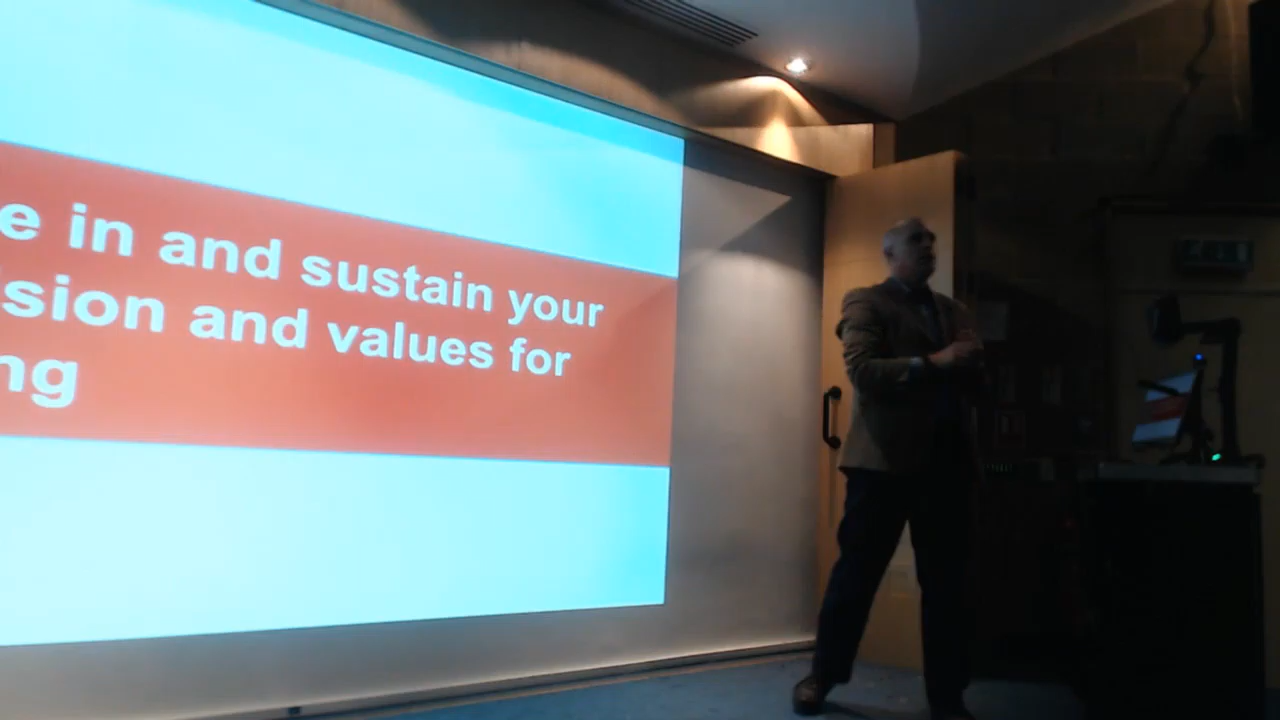 e in and sustain your
sion and values for
ng